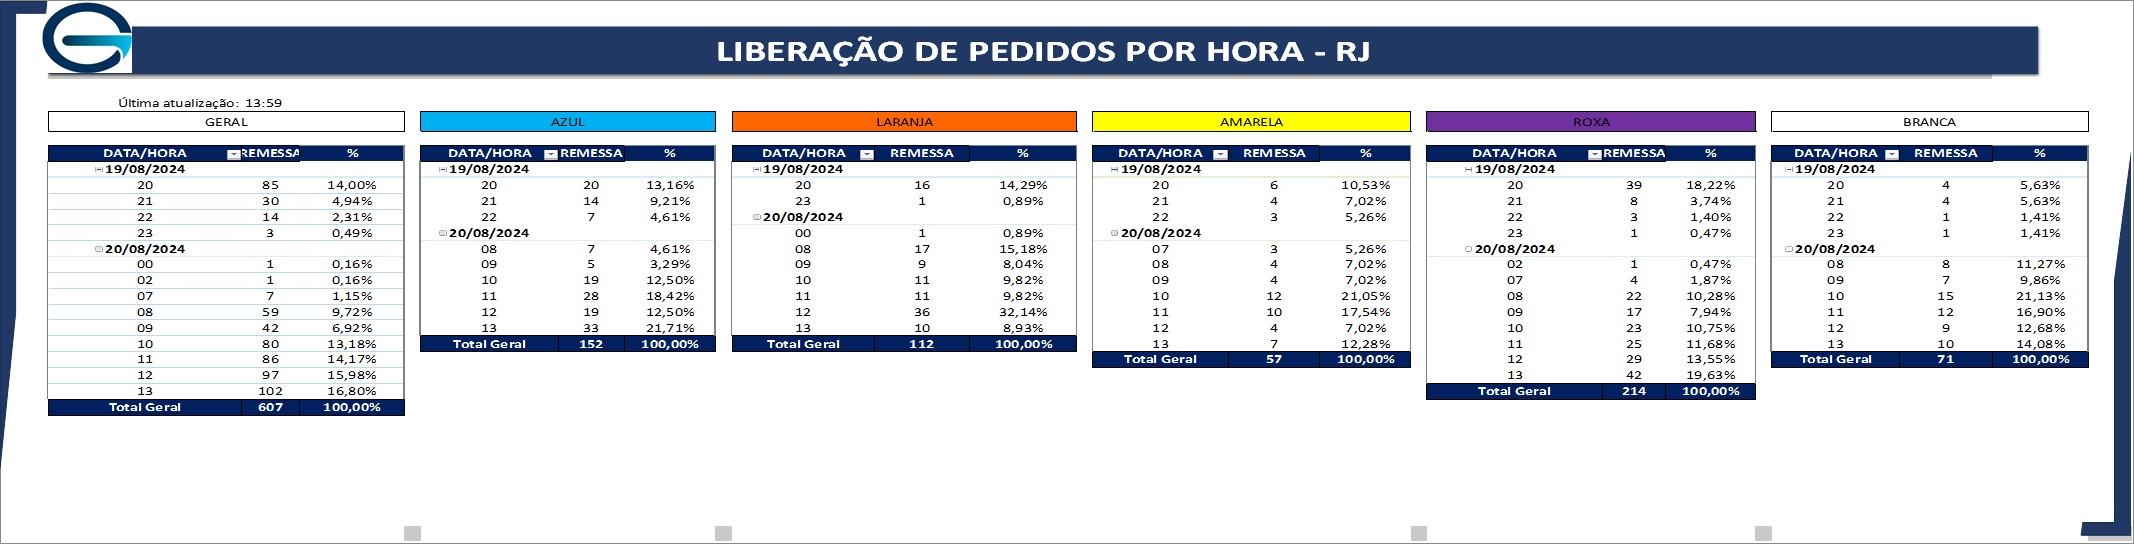 LIBERAÇÃO DE PEDIDOS POR HORA - RJ
Última atualização: 13:59
GERAL
DATA/HORA REMESSA %
19/08/2024
20 85 14,00%
21 30 4,94%
22 14 2,31%
23 3 0,49%
20/08/2024
00 1 0,16%
02 1 0,16%
07 7 1,15%
08 59 9,72%
09 42 6,92%
10 80 13,18%
11 86 14,17%
12 97 15,98%
13 102 16,80%
Total Geral 607 100,00%
AZUL
DATA/HORA REMESSA %
19/08/2024
20 20 13,16%
21 14 9,21%
22 7 4,61%
20/08/2024
08 7 4,61%
09 5 3,29%
10 19 12,50%
11 28 18,42%
12 19 12,50%
13 33 21,71%
Total Geral 152 100,00%
LARANJA
DATA/HORA REMESSA %
19/08/2024
20 16 14,29%
23 1 0,89%
20/08/2024
00 1 0,89%
08 17 15,18%
09 9 8,04%
10 11 9,82%
11 11 9,82%
12 36 32,14%
13 10 8,93%
Total Geral 112 100,00%
AMARELA
DATA/HORA REMESSA %
19/08/2024
20 6 10,53%
21 4 7,02%
22 3 5,26%
20/08/2024
07 3 5,26%
08 4 7,02%
09 4 7,02%
10 12 21,05%
11 10 17,54%
12 4 7,02%
13 7 12,28%
Total Geral 57 100,00%
ROXA
DATA/HORA REMESSA %
19/08/2024
20 39 18,22%
21 8 3,74%
22 3 1,40%
23 1 0,47%
20/08/2024
02 1 0,47%
07 4 1,87%
08 22 10,28%
09 17 7,94%
10 23 10,75%
11 25 11,68%
12 29 13,55%
13 42 19,63%
Total Geral 214 100,00%
BRANCA
DATA/HORA REMESSA %
19/08/2024
20 4 5,63%
21 4 5,63%
22 1 1,41%
23 1 1,41%
20/08/2024
08 8 11,27%
09 7 9,86%
10 15 21,13%
11 12 16,90%
12 9 12,68%
13 10 14,08%
Total Geral 71 100,00%